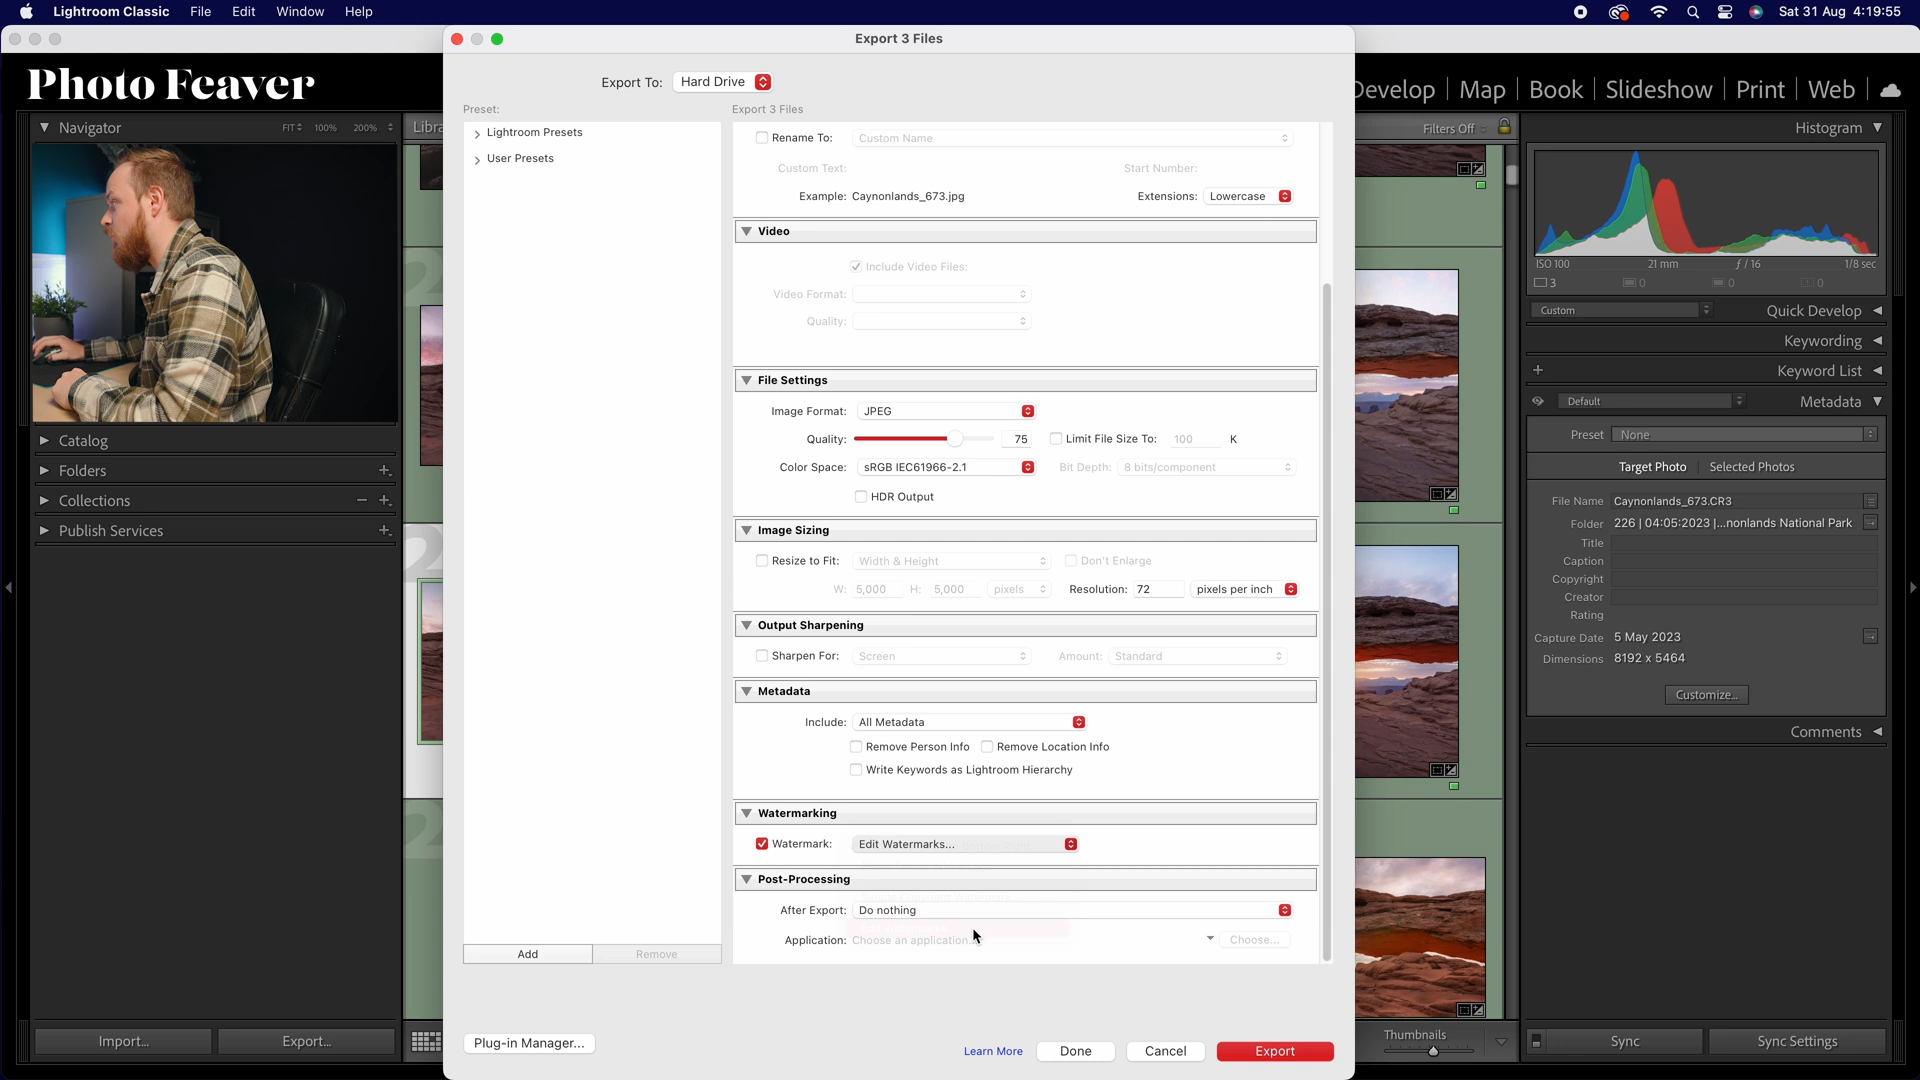 Lightroom Classic File Edit Window Help
Sat 31 Aug 4:19:55
Export 3 Files
Photo Feaver
Export To: Hard Drive
Develop | Map | Book | Slideshow | Print | Web
Preset:
Export 3 Files
Navigator FIT 100% 200%
Libra
Filters Off
Histogram
Lightroom Presets
User Presets
Rename To: Custom Name
Custom Text: Start Number:
Example: Caynonlands_673.jpg Extensions: Lowercase
Video
Include Video Files:
Video Format:
Quality:
ISO 100 21 mm f / 16 1/8 sec
3 0 0 0
Custom Quick Develop
Keywording
Keyword List
Default Metadata
Preset None
Target Photo | Selected Photos
File Name Caynonlands_673.CR3
Folder 226 | 04:05:2023 |...nonlands National Park
Title
Caption
Copyright
Creator
Rating
Capture Date 5 May 2023
Dimensions 8192 x 5464
Customize...
Comments
File Settings
Image Format: JPEG
Quality: 75 Limit File Size To: 100 K
Color Space: sRGB IEC61966-2.1 Bit Depth: 8 bits/component
HDR Output
Image Sizing
Resize to Fit: Width & Height Don't Enlarge
W: 5,000 H: 5,000 pixels Resolution: 72 pixels per inch
Output Sharpening
Sharpen For: Screen Amount: Standard
Metadata
Include: All Metadata
Remove Person Info Remove Location Info
Write Keywords as Lightroom Hierarchy
Watermarking
Watermark: Edit Watermarks...
Post-Processing
After Export: Do nothing
Application: Choose an application... Choose...
Catalog
Folders
Collections
Publish Services
Add Remove
Import... Export...
Plug-in Manager...
Learn More Done Cancel Export
Thumbnails
Sync Sync Settings